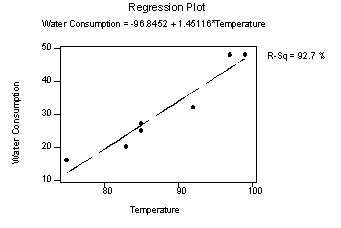 Regression Plot
Water Consumption = -96.8452 + 1.45116*Temperature
R-Sq = 92.7 %
50
40
30
20
10
Water Consumption
80
90
100
Temperature